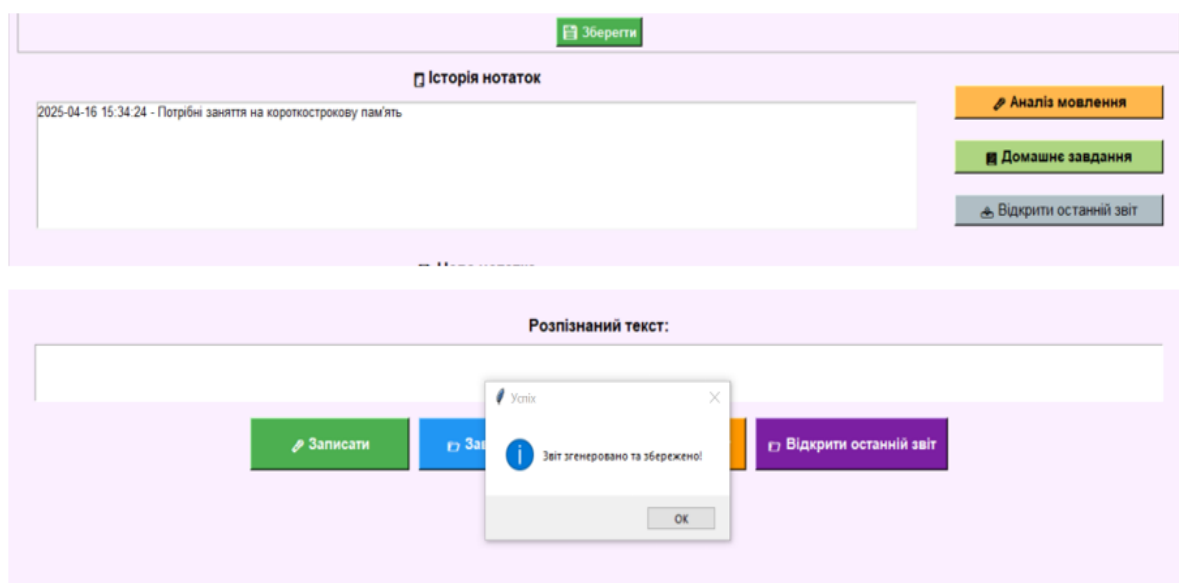 Зберегти
Історія нотаток
2025-04-16 15:34:24 - Потрібні заняття на короткострокову пам'ять
Аналіз мовлення
Домашнє завдання
Відкрити останній звіт
Розпізнаний текст:
Успіх
Звіт згенеровано та збережено!
OK
Записати
Відкрити останній звіт